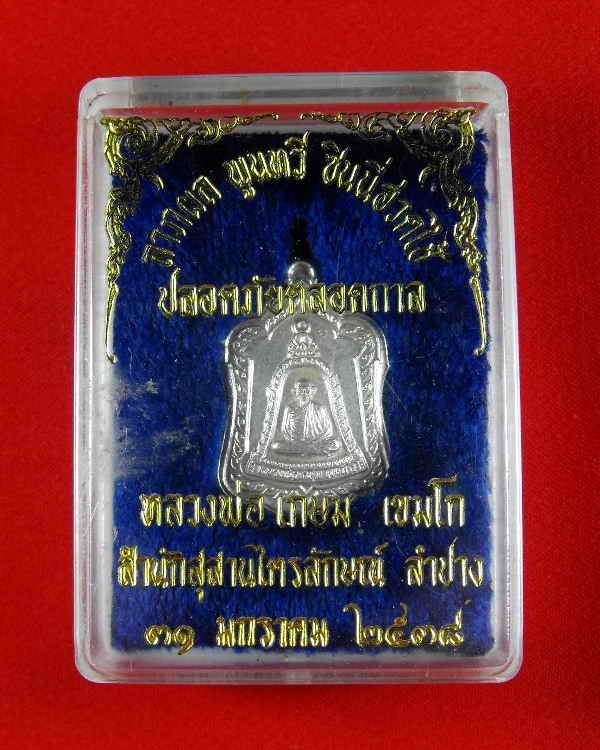 ลาภผล พูนทวี
ปลอดภัยตลอดกาล
หลวงพ่อ เกษม เขมโก
สำนักสุสานไตรลักษณ์ ลำปาง
๓๑ มกราคม ๒๕๓๘